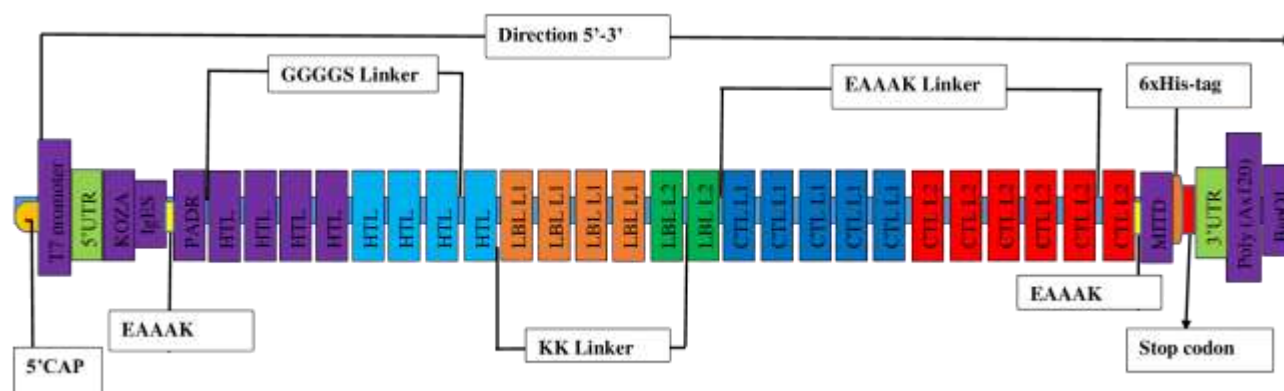 Direction 5'-3'
GGGGS Linker
EAAAK Linker
6xHis-tag
T7 promoter
5'UTR
KOZA
IgES
PADR
HTL
HTL
HTL
HTL
HTL
HTL
HTL
HTL
LBL L1
LBL L1
LBL L1
LBL L1
LBL L2
LBL L2
CTL L1
CTL L1
CTL L1
CTL L1
CTL L1
CTL L2
CTL L2
CTL L2
CTL L2
CTL L2
CTL L2
MTD
3'UTR
Poly (Ax120)
EAAAK
EAAAK
KK Linker
Stop codon
5'CAP